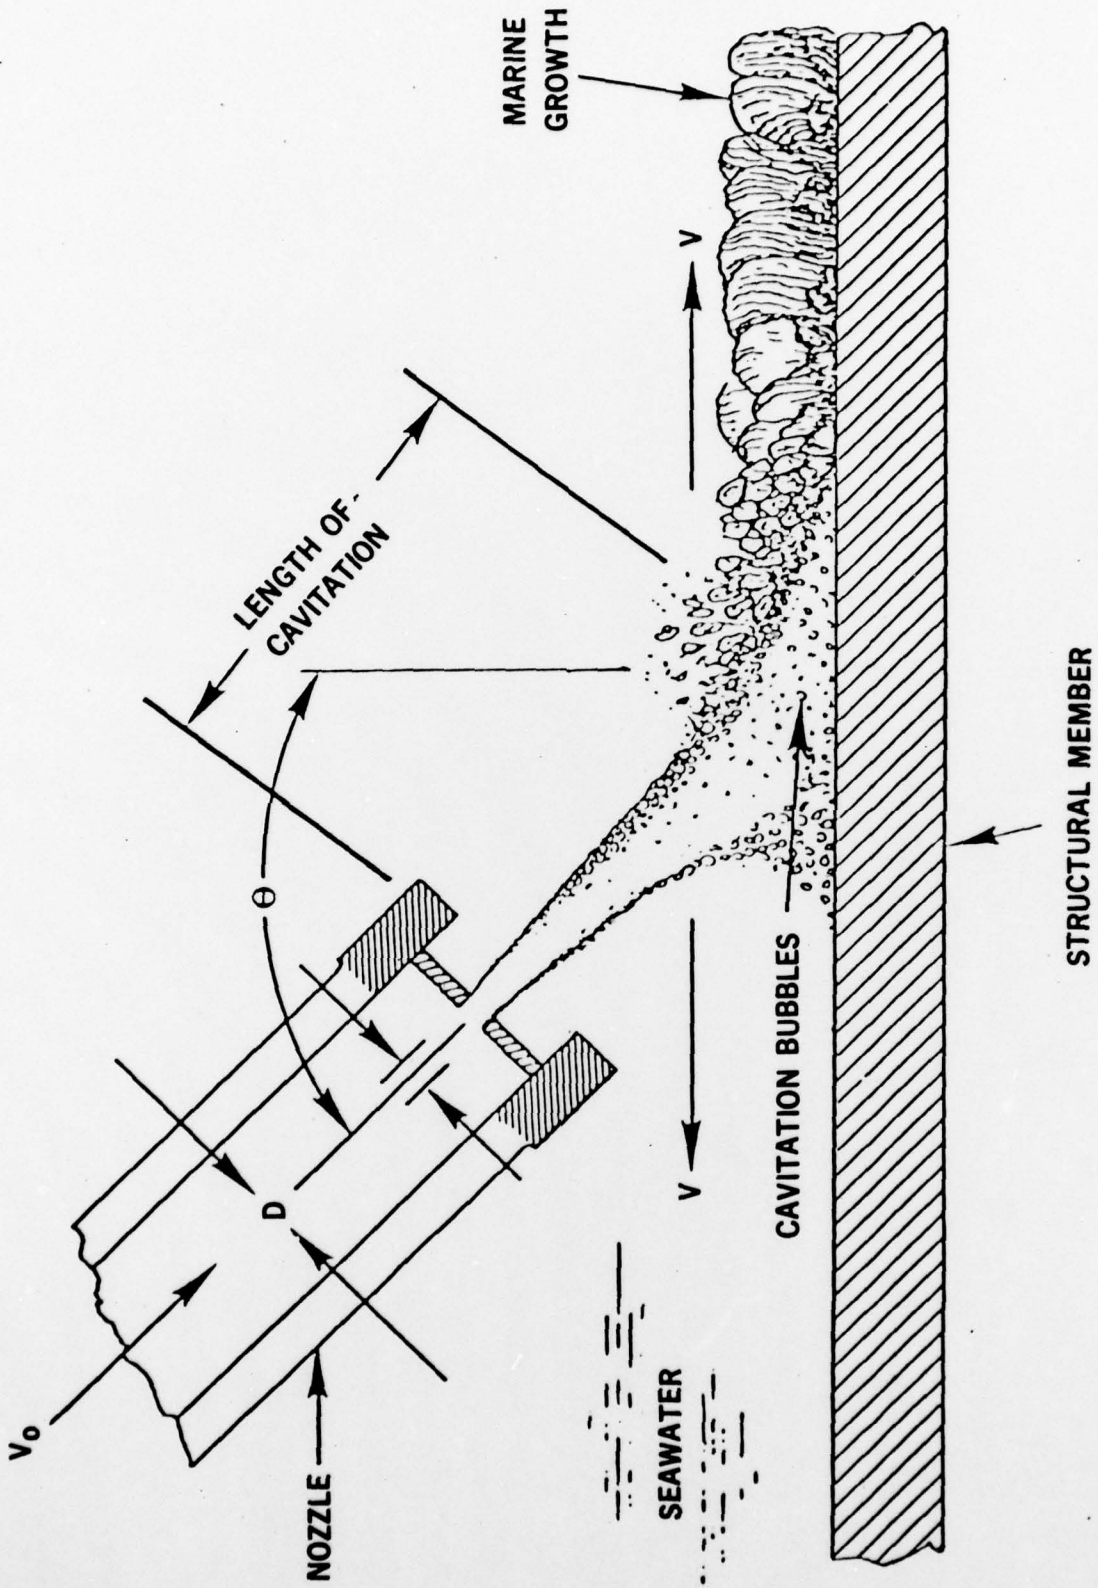 V₀
NOZZLE
D
θ
LENGTH OF
CAVITATION
MARINE
GROWTH
V
V
SEAWATER
CAVITATION BUBBLES
STRUCTURAL MEMBER